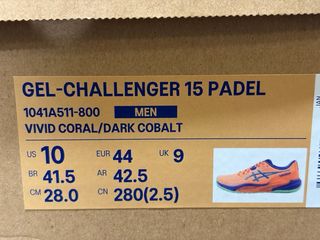 GEL-CHALLENGER 15 PADEL
1041A511-800 MEN
VIVID CORAL/DARK COBALT
US 10 EUR 44 UK 9
BR 41.5 AR 42.5
CM 28.0 CN 280(2.5)
JAN